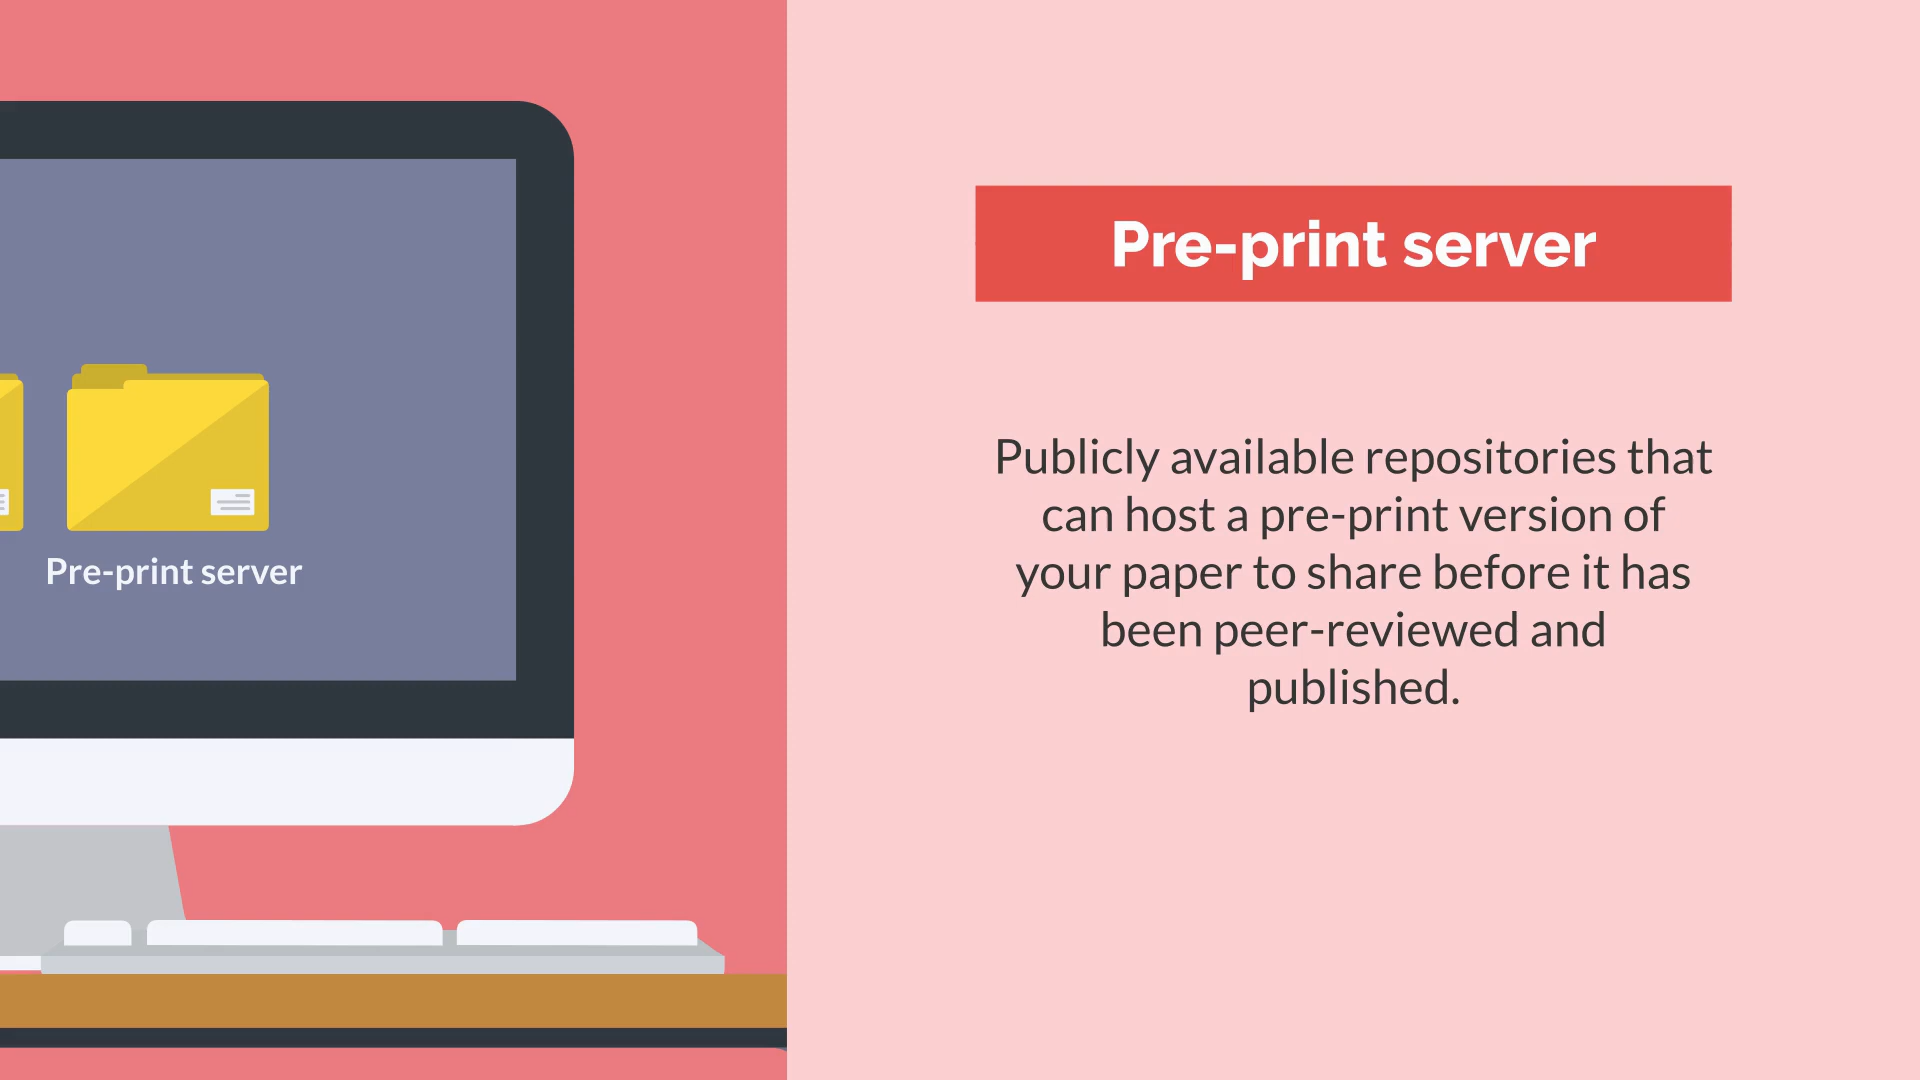 Pre-print server
Pre-print server
Publicly available repositories that
can host a pre-print version of
your paper to share before it has
been peer-reviewed and
published.